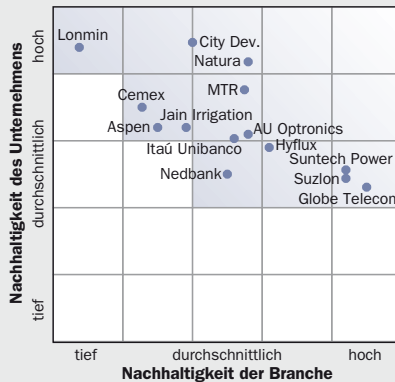 Nachhaltigkeit des Unternehmens
hoch
durchschnittlich
tief
Lonmin
City Dev.
Natura
MTR
Cemex
Jain Irrigation
Aspen
AU Optronics
Itaú Unibanco
Hyflux
Suntech Power
Nedbank
Suzlon
Globe Telecom
tief durchschnittlich hoch
Nachhaltigkeit der Branche